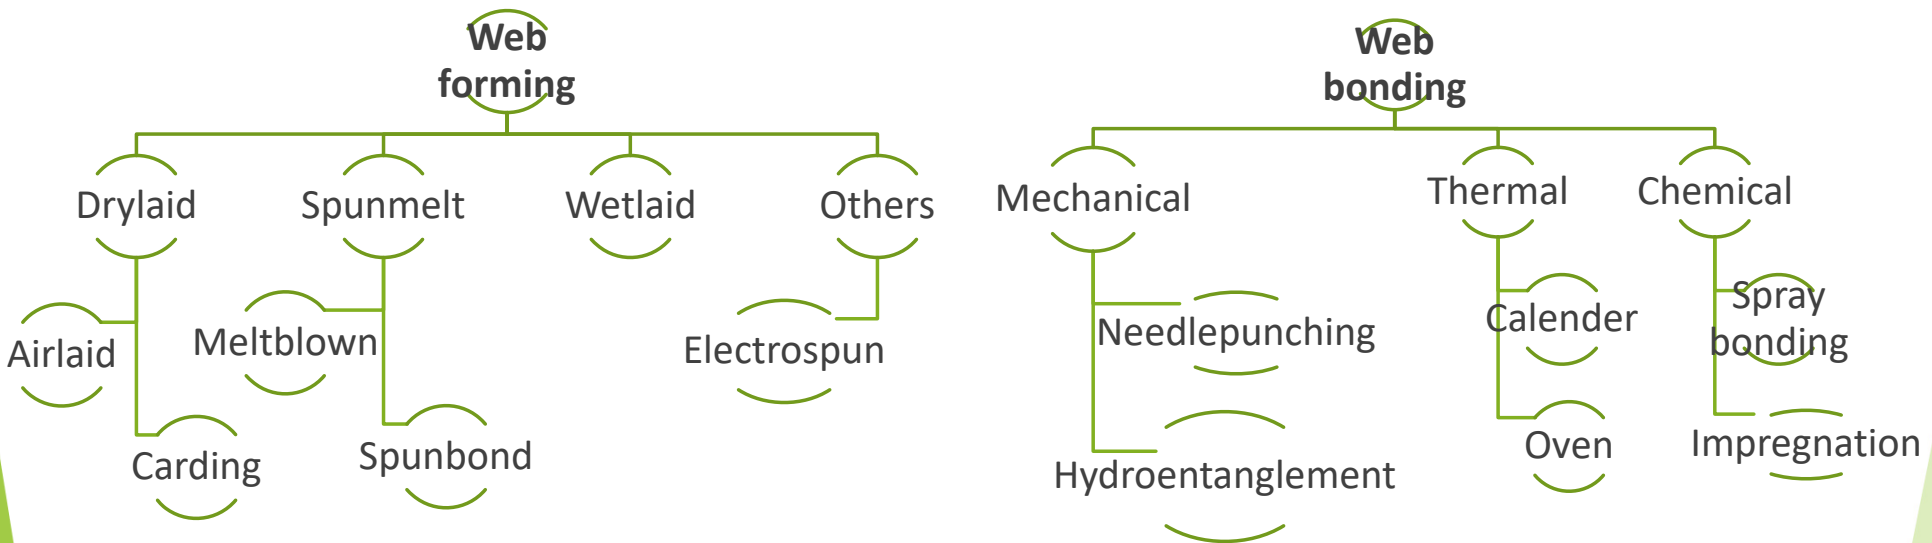 Web
forming
Drylaid
Spunmelt
Wetlaid
Others
Airlaid
Meltblown
Electrospun
Carding
Spunbond
Web
bonding
Mechanical
Thermal
Chemical
Needlepunching
Calender
Spray
bonding
Hydroentanglement
Oven
Impregnation